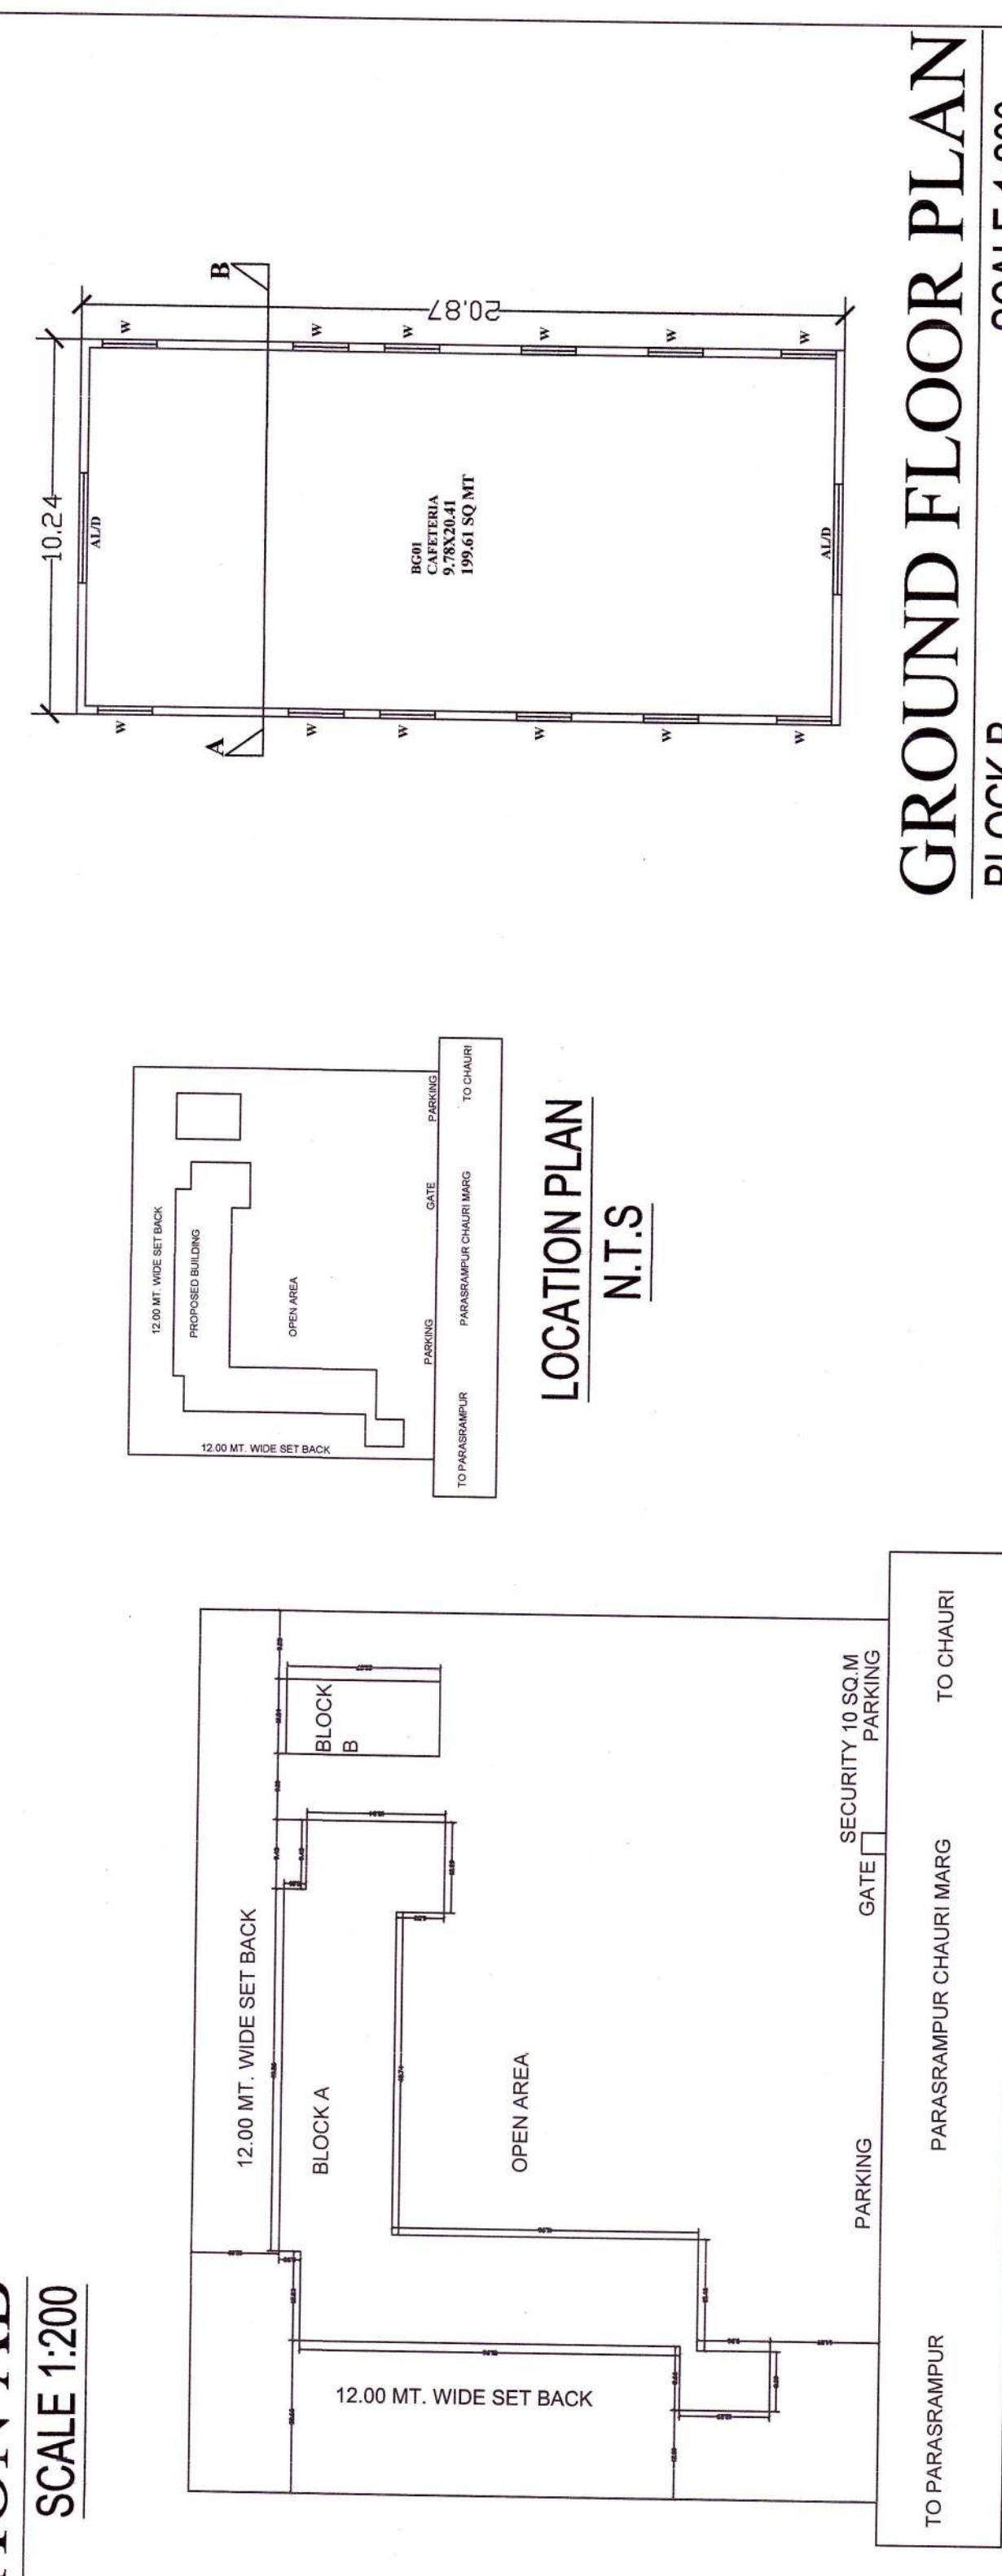 SCALE 1:200
12.00 MT. WIDE SET BACK
BLOCK A
BLOCK
B
OPEN AREA
12.00 MT. WIDE SET BACK
SECURITY 10 SQ.M
GATE
PARKING
PARKING
TO PARASRAMPUR
PARASRAMPUR CHAURI MARG
TO CHAURI
12.00 MT. WIDE SET BACK
PROPOSED BUILDING
OPEN AREA
12.00 MT. WIDE SET BACK
PARKING
GATE
PARKING
TO PARASRAMPUR
PARASRAMPUR CHAURI MARG
TO CHAURI
LOCATION PLAN
N.T.S
10.24
20.87
AL/D
A
B
W
W
W
W
W
W
W
W
W
W
W
W
BG01
CAFETERIA
9.78X20.41
199.61 SQ MT
AL/D
GROUND FLOOR PLAN
BLOCK B